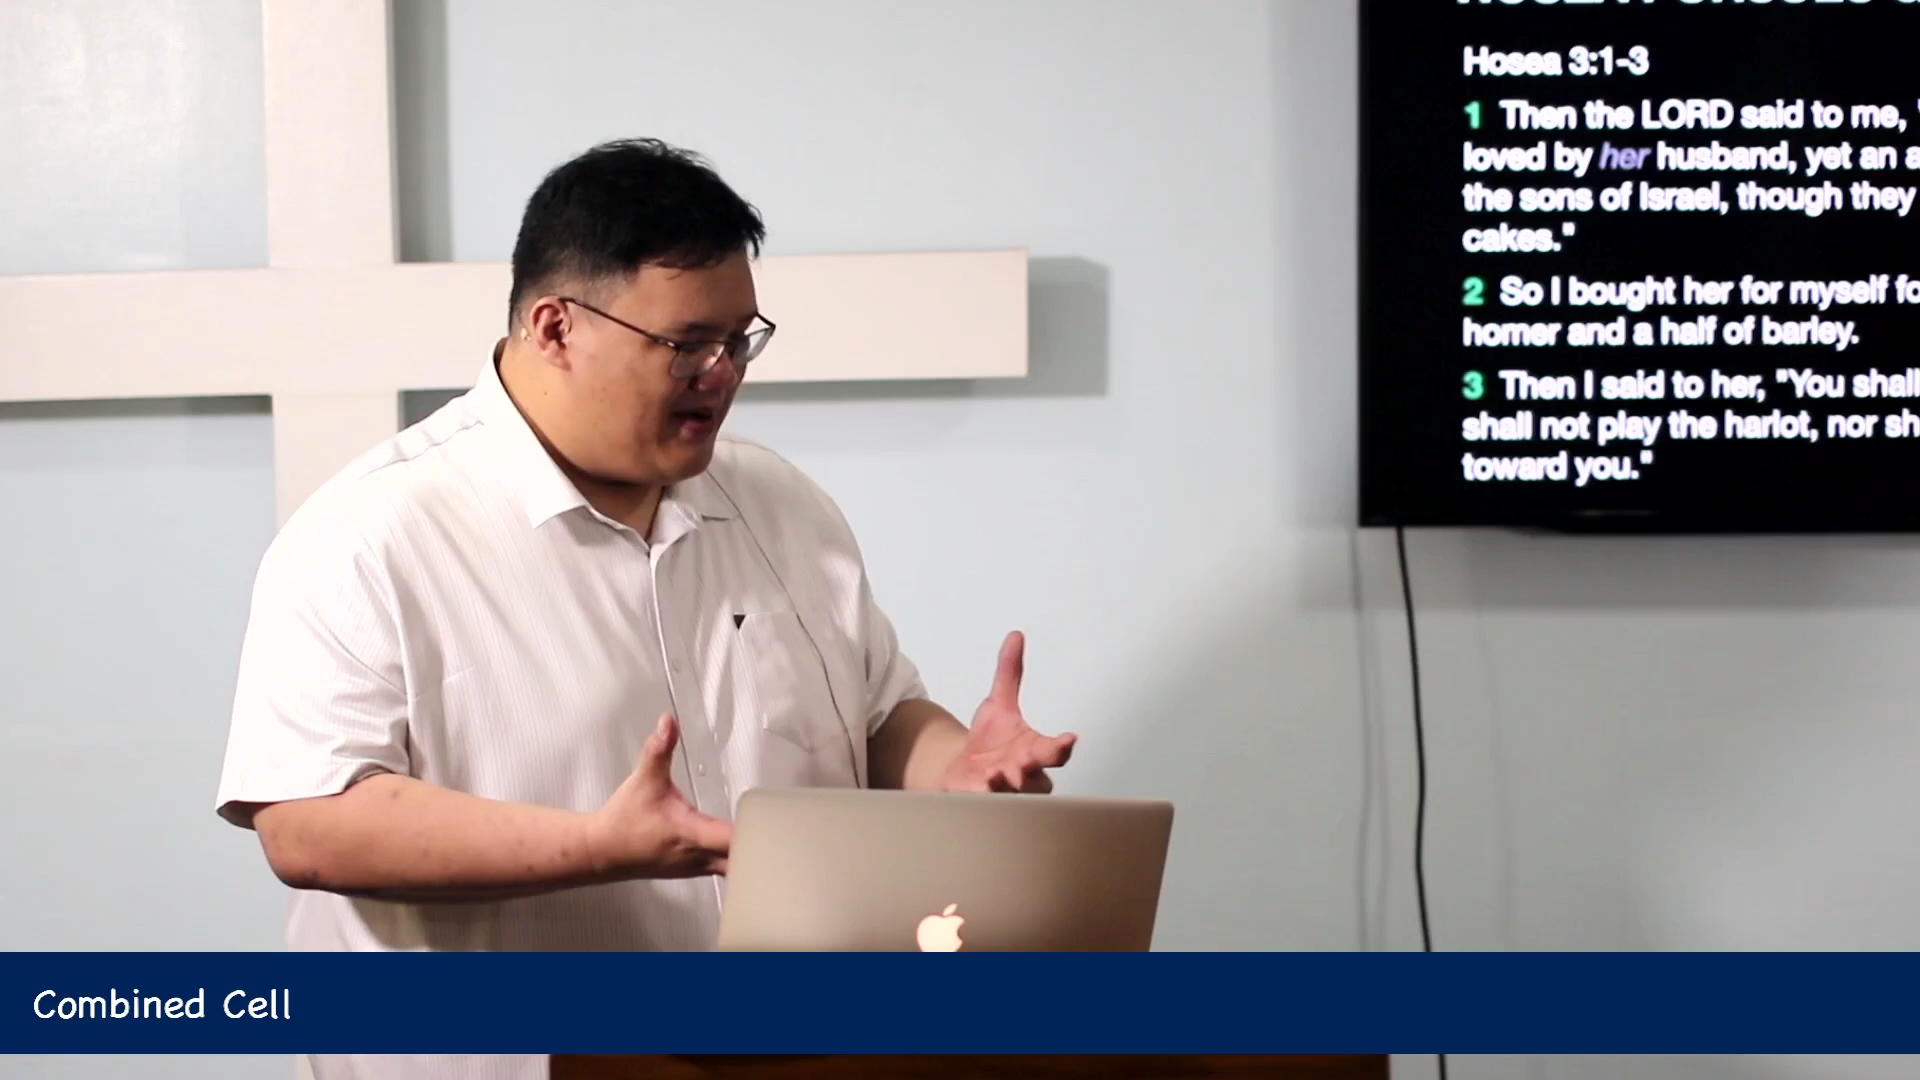 Hosea 3:1-3
1 Then the LORD said to me,
loved by her husband, yet an
the sons of Israel, though they
cakes."
2 So I bought her for myself
homer and a half of barley.
3 Then I said to her, "You shall
shall not play the harlot, nor
toward you."
Combined Cell